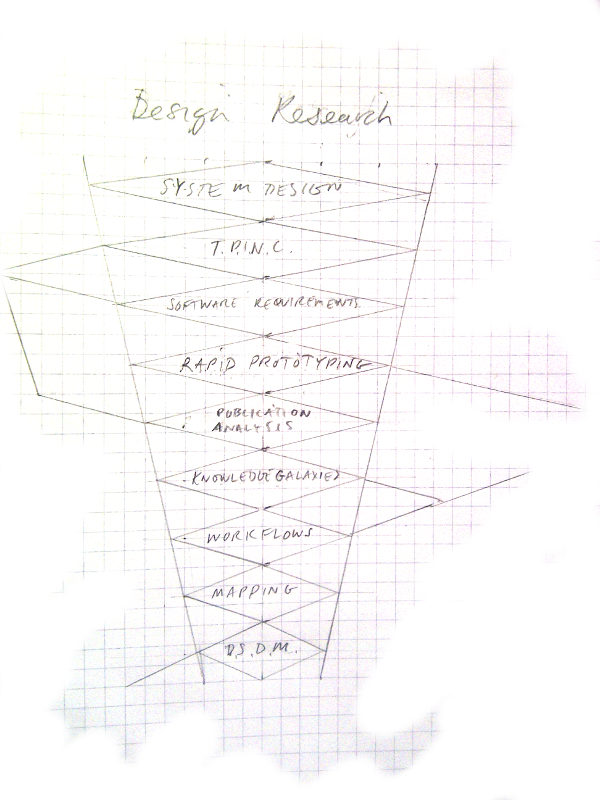 Design Research
SYSTEM DESIGN
T.P.I.N.C.
SOFTWARE REQUIREMENTS
RAPID PROTOTYPING
PUBLICATION
ANALYSIS
KNOWLEDGE GALAXIES
WORKFLOWS
MAPPING
D.S.D.M.